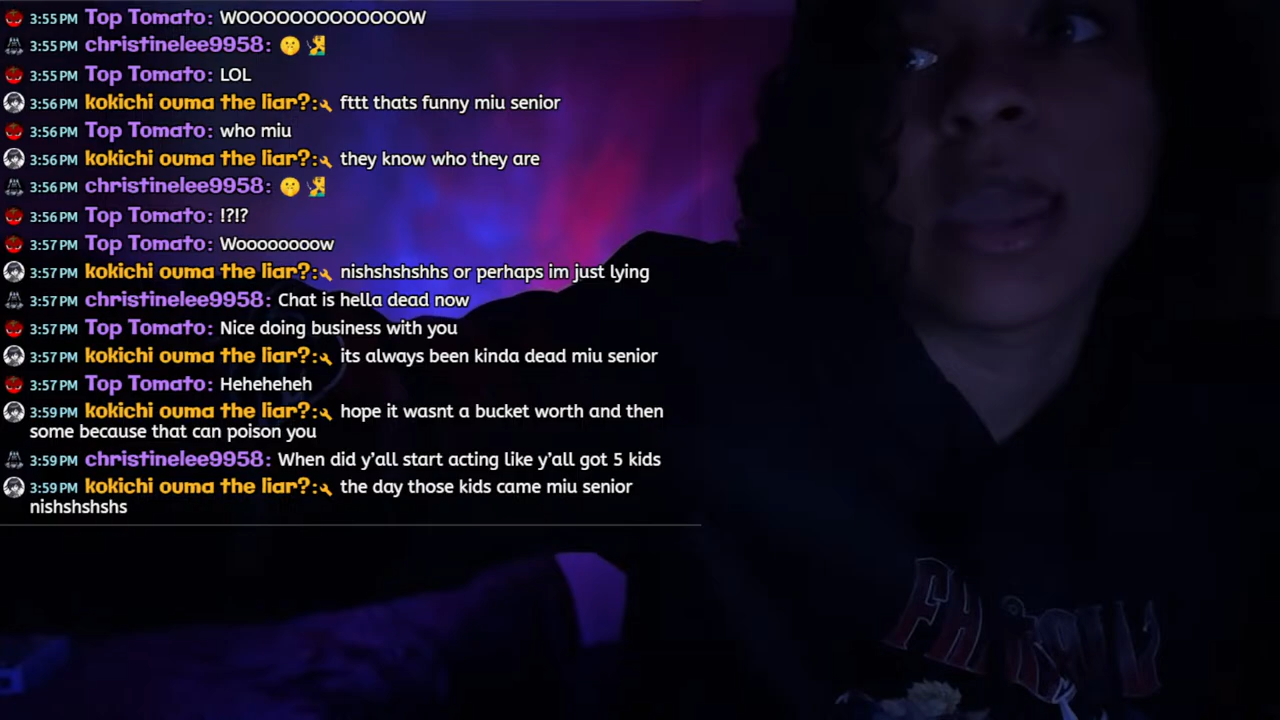 3:55 PM Top Tomato: WOOOOOOOOOOOOOW
3:55 PM christinelee9958: 🤫 🧏
3:55 PM Top Tomato: LOL
3:56 PM kokichi ouma the liar?: fttt thats funny miu senior
3:56 PM Top Tomato: who miu
3:56 PM kokichi ouma the liar?: they know who they are
3:56 PM christinelee9958: 🤫 🧏
3:56 PM Top Tomato: !?!?
3:57 PM Top Tomato: Woooooooow
3:57 PM kokichi ouma the liar?: nishshshshhs or perhaps im just lying
3:57 PM christinelee9958: Chat is hella dead now
3:57 PM Top Tomato: Nice doing business with you
3:57 PM kokichi ouma the liar?: its always been kinda dead miu senior
3:57 PM Top Tomato: Heheheheh
3:59 PM kokichi ouma the liar?: hope it wasnt a bucket worth and then
some because that can poison you
3:59 PM christinelee9958: When did y'all start acting like y'all got 5 kids
3:59 PM kokichi ouma the liar?: the day those kids came miu senior
nishshshshs